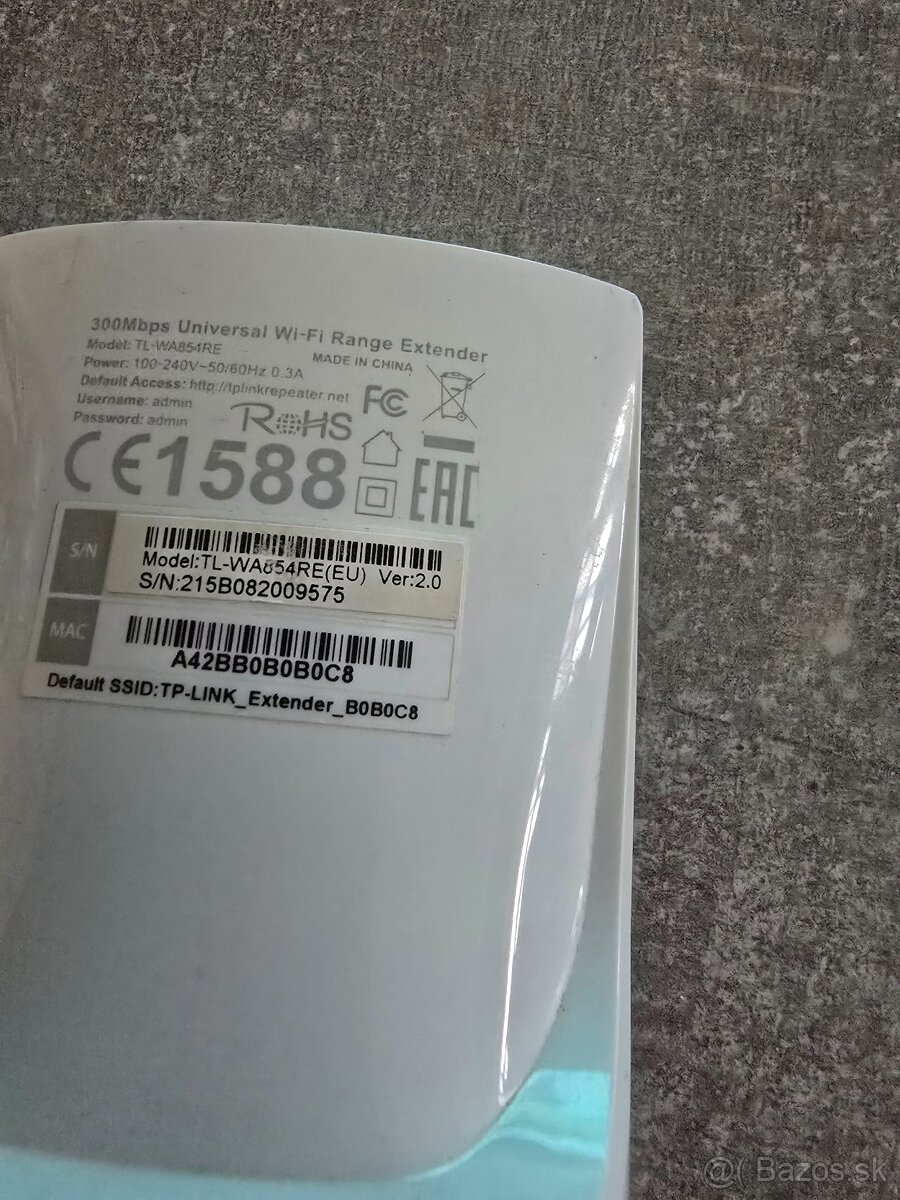 300Mbps Universal Wi-Fi Range Extender
Model: TL-WA854RE
MADE IN CHINA
Power: 100-240V~50/60Hz 0.3A
Default Access: http://tplinkrepeater.net
Username: admin
Password: admin
RoHS
FC
CE1588
EAC
S/N
Model:TL-WA854RE(EU) Ver:2.0
S/N:215B082009575
MAC
A42BB0B0B0C8
Default SSID:TP-LINK_Extender_B0B0C8
@( Bazos.sk